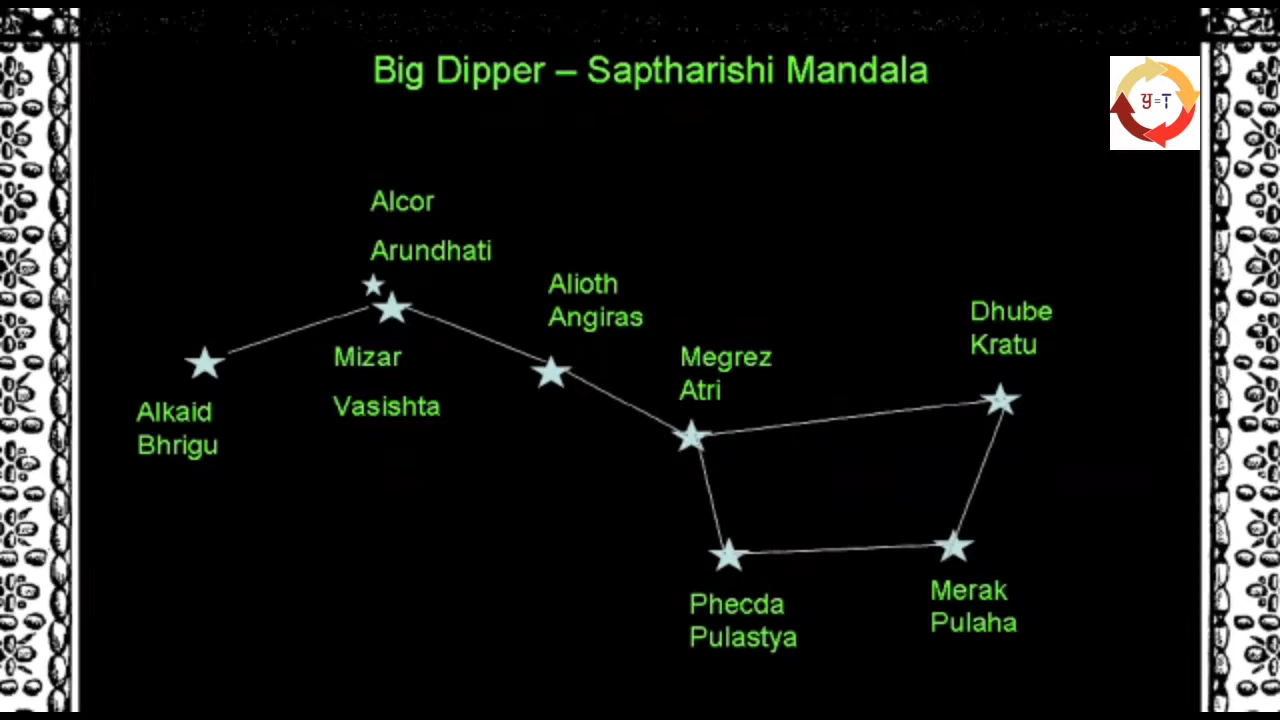 Big Dipper – Saptharishi Mandala
पु=T
Alcor
Arundhati
Alioth
Angiras
Dhube
Kratu
Mizar
Vasishta
Megrez
Atri
Alkaid
Bhrigu
Phecda
Pulastya
Merak
Pulaha